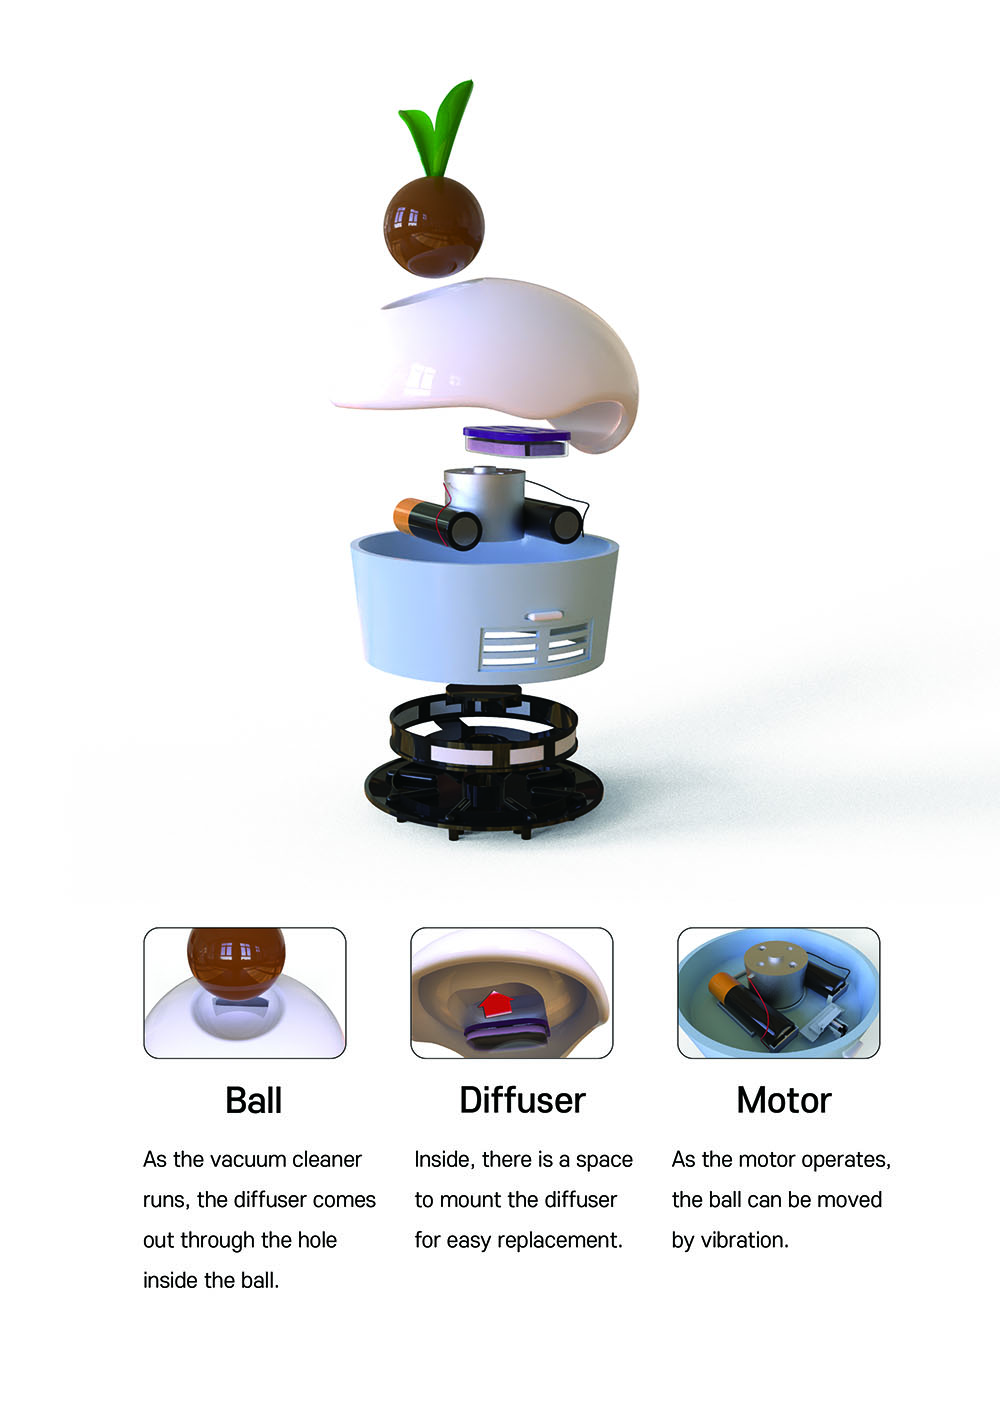 Ball
As the vacuum cleaner
runs, the diffuser comes
out through the hole
inside the ball.
Diffuser
Inside, there is a space
to mount the diffuser
for easy replacement.
Motor
As the motor operates,
the ball can be moved
by vibration.